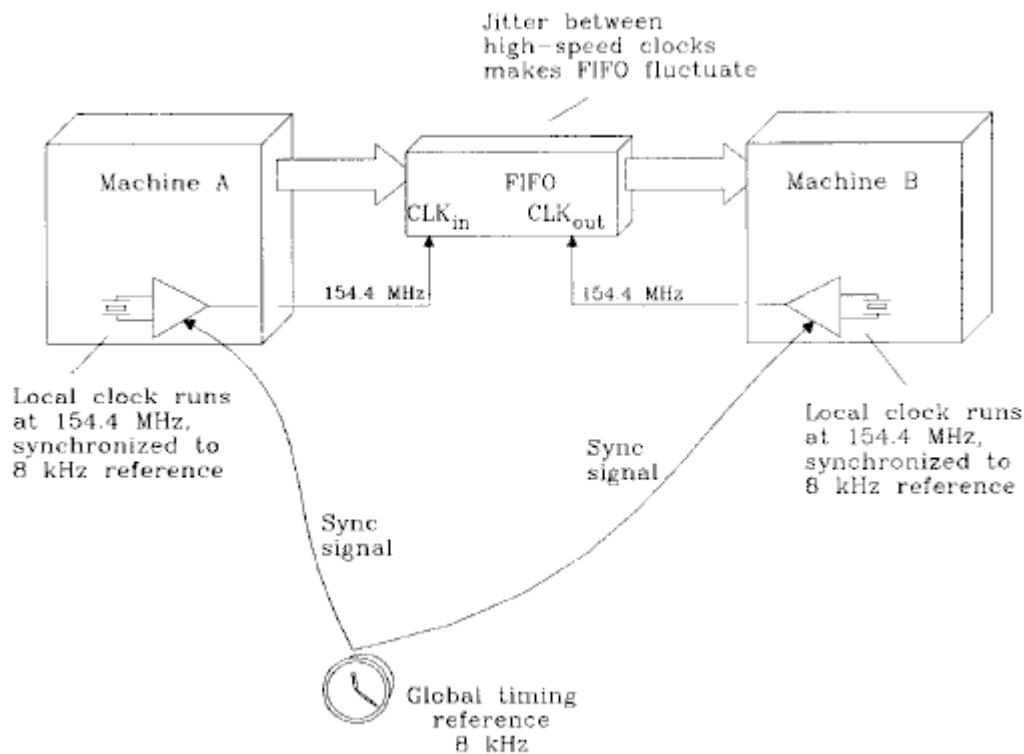 Jitter between
high-speed clocks
makes FIFO fluctuate
Machine A
FIFO
Machine B
CLKin
CLKout
154.4 MHz
154.4 MHz
Local clock runs
at 154.4 MHz,
synchronized to
8 kHz reference
Local clock runs
at 154.4 MHz,
synchronized to
8 kHz reference
Sync
signal
Sync
signal
Global timing
reference
8 kHz